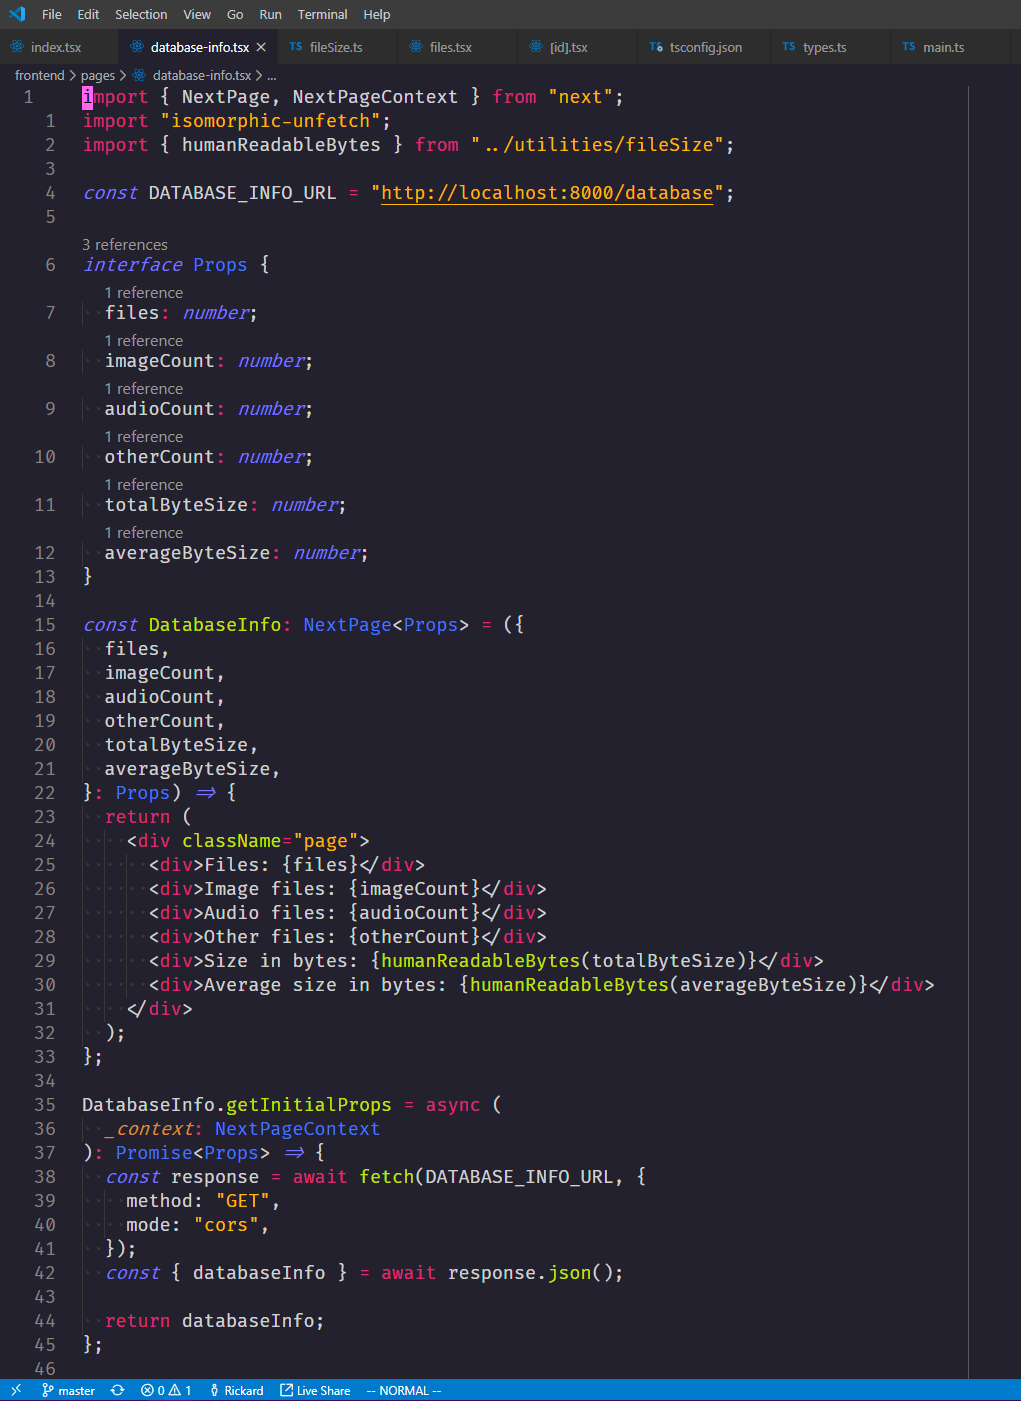 File Edit Selection View Go Run Terminal Help
index.tsx database-info.tsx × TS fileSize.ts files.tsx [id].tsx TS tsconfig.json TS types.ts TS main.ts
frontend > pages > database-info.tsx > ...
1 import { NextPage, NextPageContext } from "next";
1 import "isomorphic-unfetch";
2 import { humanReadableBytes } from "../utilities/fileSize";
3
4 const DATABASE_INFO_URL = "http://localhost:8000/database";
5
3 references
6 interface Props {
1 reference
7 files: number;
1 reference
8 imageCount: number;
1 reference
9 audioCount: number;
1 reference
10 otherCount: number;
1 reference
11 totalByteSize: number;
1 reference
12 averageByteSize: number;
13 }
14
15 const DatabaseInfo: NextPage<Props> = ({
16 files,
17 imageCount,
18 audioCount,
19 otherCount,
20 totalByteSize,
21 averageByteSize,
22 }: Props) => {
23 return (
24 <div className="page">
25 <div>Files: {files}</div>
26 <div>Image files: {imageCount}</div>
27 <div>Audio files: {audioCount}</div>
28 <div>Other files: {otherCount}</div>
29 <div>Size in bytes: {humanReadableBytes(totalByteSize)}</div>
30 <div>Average size in bytes: {humanReadableBytes(averageByteSize)}</div>
31 </div>
32 );
33 };
34
35 DatabaseInfo.getInitialProps = async (
36 _context: NextPageContext
37 ): Promise<Props> => {
38 const response = await fetch(DATABASE_INFO_URL, {
39 method: "GET",
40 mode: "cors",
41 });
42 const { databaseInfo } = await response.json();
43
44 return databaseInfo;
45 };
46
master 0 1 Rickard Live Share -- NORMAL --